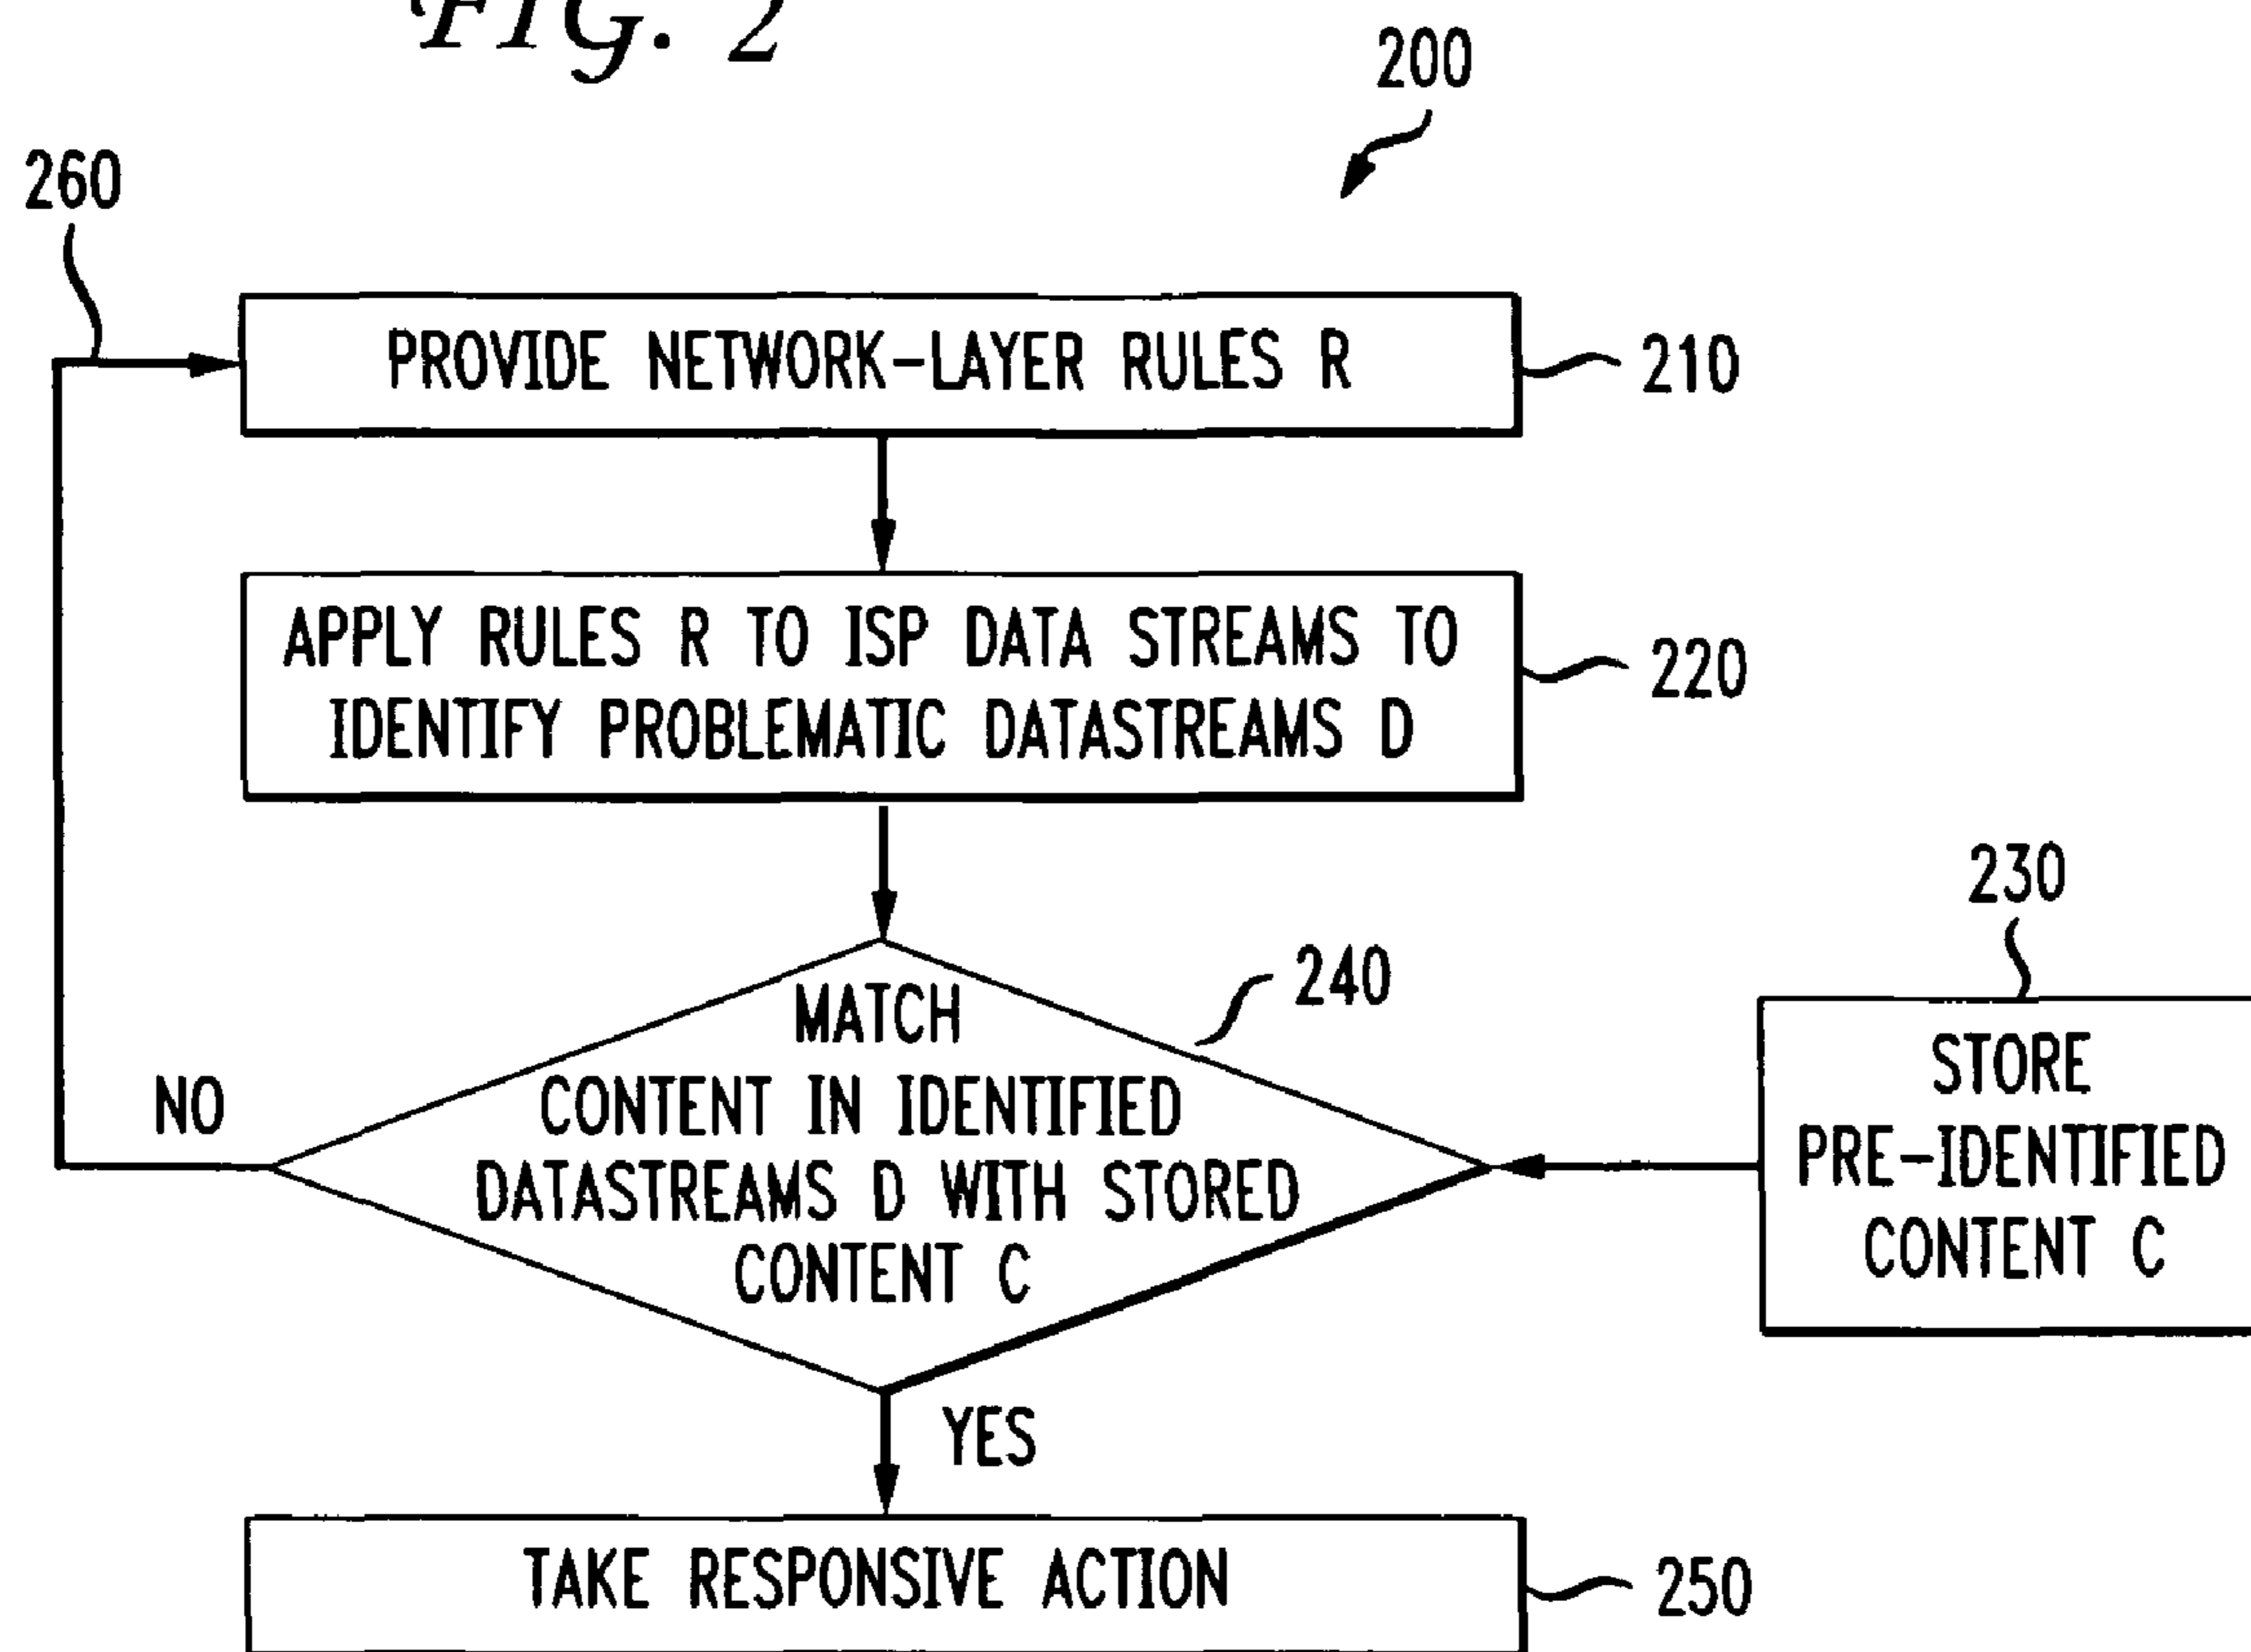 FIG. 2
200
260
PROVIDE NETWORK-LAYER RULES R
210
APPLY RULES R TO ISP DATA STREAMS TO
IDENTIFY PROBLEMATIC DATASTREAMS D
220
230
240
MATCH
CONTENT IN IDENTIFIED
DATASTREAMS D WITH STORED
CONTENT C
STORE
PRE-IDENTIFIED
CONTENT C
NO
YES
TAKE RESPONSIVE ACTION
250